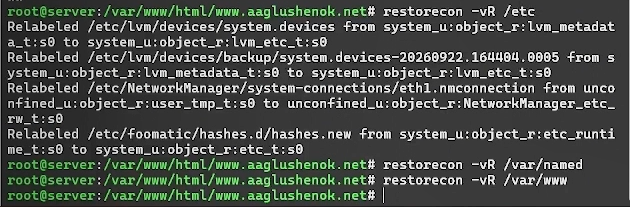 root@server:/var/www/html/www.aaglushenok.net# restorecon -vR /etc
Relabeled /etc/lvm/devices/system.devices from system_u:object_r:lvm_metadat
a_t:s0 to system_u:object_r:lvm_etc_t:s0
Relabeled /etc/lvm/devices/backup/system.devices-20260922.164404.0005 from s
ystem_u:object_r:lvm_metadata_t:s0 to system_u:object_r:lvm_etc_t:s0
Relabeled /etc/NetworkManager/system-connections/eth1.nmconnection from unco
nfined_u:object_r:user_tmp_t:s0 to unconfined_u:object_r:NetworkManager_etc_
rw_t:s0
Relabeled /etc/foomatic/hashes.d/hashes.new from system_u:object_r:etc_runti
me_t:s0 to system_u:object_r:etc_t:s0
root@server:/var/www/html/www.aaglushenok.net# restorecon -vR /var/named
root@server:/var/www/html/www.aaglushenok.net# restorecon -vR /var/www
root@server:/var/www/html/www.aaglushenok.net#